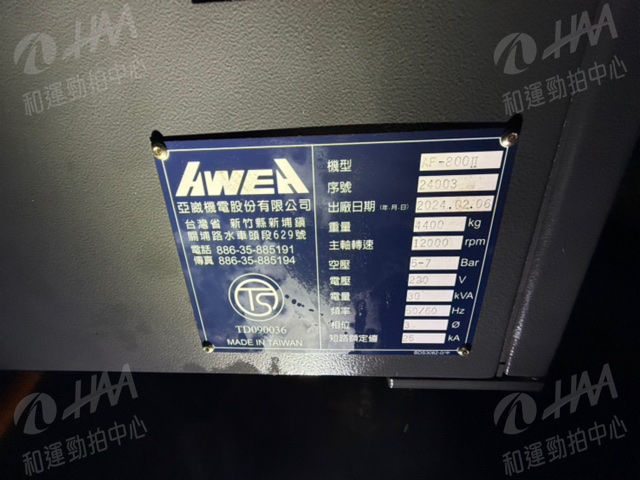 HAA
和運勁拍中心
HAA
和運勁拍中心
AWEA
亞崴機電股份有限公司
台灣省 新竹縣新埔鎮
關埔路水車頭段629號
電話 886-35-885191
傳真 886-35-885194
TS
TD090036
MADE IN TAIWAN
機型 AF-800II
序號 24003
出廠日期 (年.月.日) 2024.02.06
重量 4400 kg
主軸轉速 12000 rpm
空壓 5-7 Bar
電壓 230 V
電量 30 kVA
頻率 50/60 Hz
相位 3 Ø
短路額定值 25 kA
HAA
和運勁拍中心
HAA
和運勁拍中心